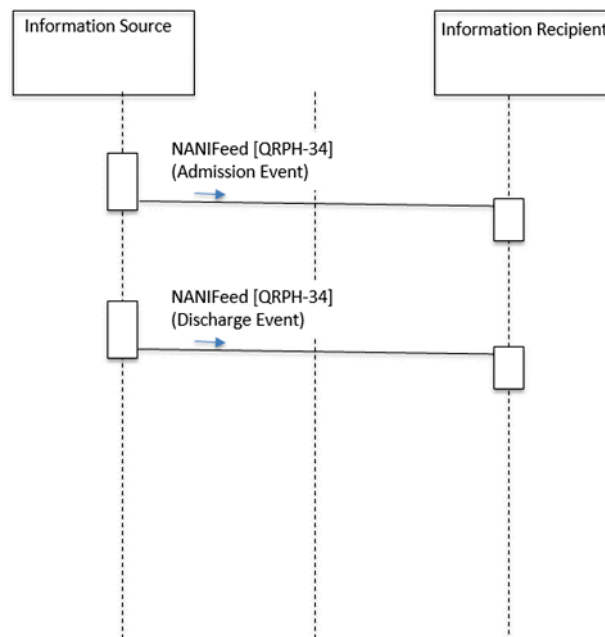 Information Source
Information Recipient
NANIFeed [QRPH-34]
(Admission Event)
NANIFeed [QRPH-34]
(Discharge Event)